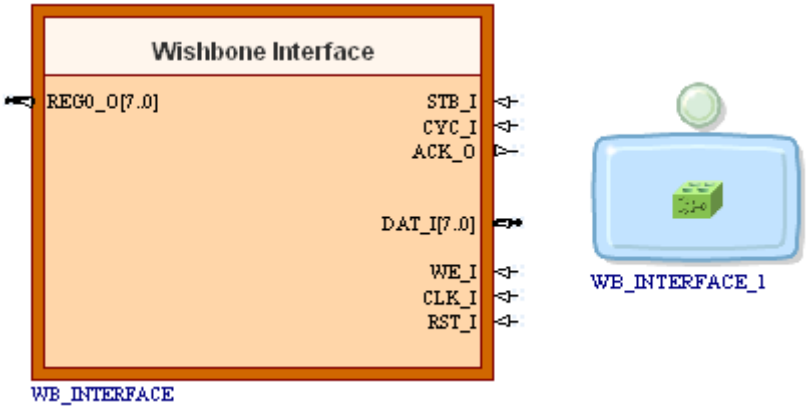 Wishbone Interface
REG0_O[7..0]
STB_I
CYC_I
ACK_O
DAT_I[7..0]
WE_I
CLK_I
RST_I
WB_INTERFACE
WB_INTERFACE_1